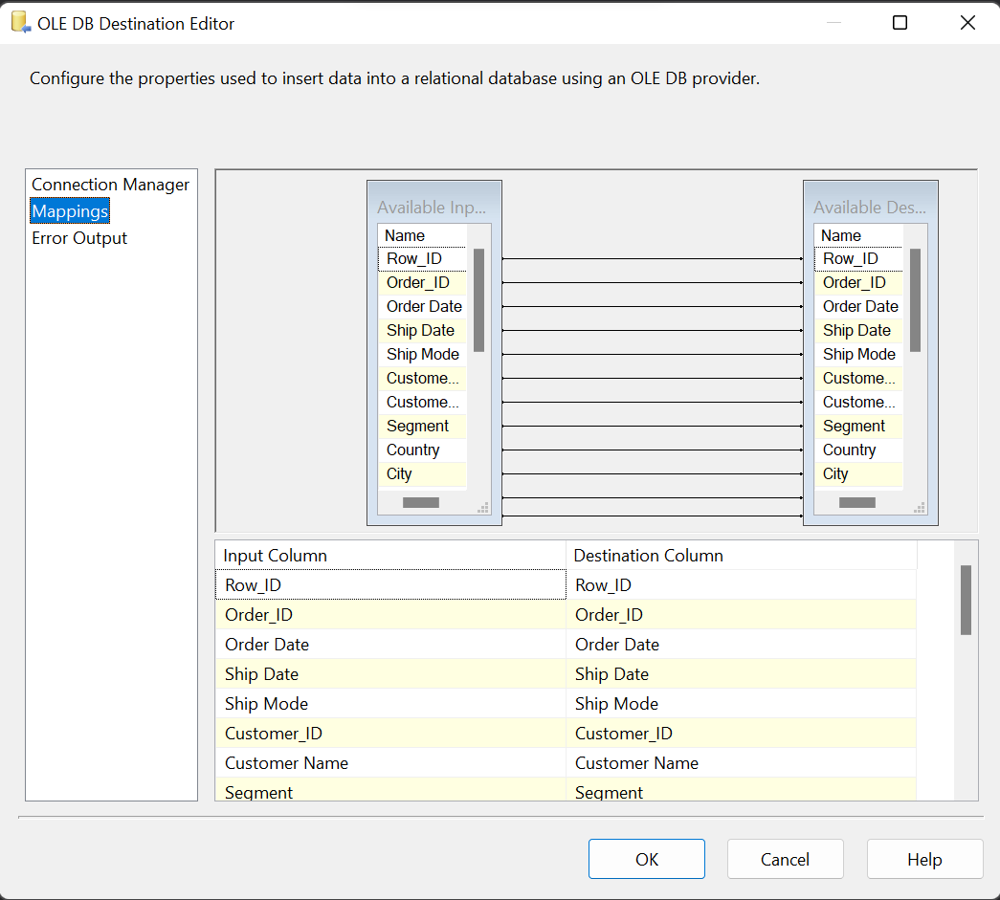 OLE DB Destination Editor
Configure the properties used to insert data into a relational database using an OLE DB provider.
Connection Manager
Mappings
Error Output
Available Inp...
Name
Row_ID
Order_ID
Order Date
Ship Date
Ship Mode
Custome...
Custome...
Segment
Country
City
Available Des...
Name
Row_ID
Order_ID
Order Date
Ship Date
Ship Mode
Custome...
Custome...
Segment
Country
City
Input Column Destination Column
Row_ID Row_ID
Order_ID Order_ID
Order Date Order Date
Ship Date Ship Date
Ship Mode Ship Mode
Customer_ID Customer_ID
Customer Name Customer Name
Segment Segment
OK Cancel Help